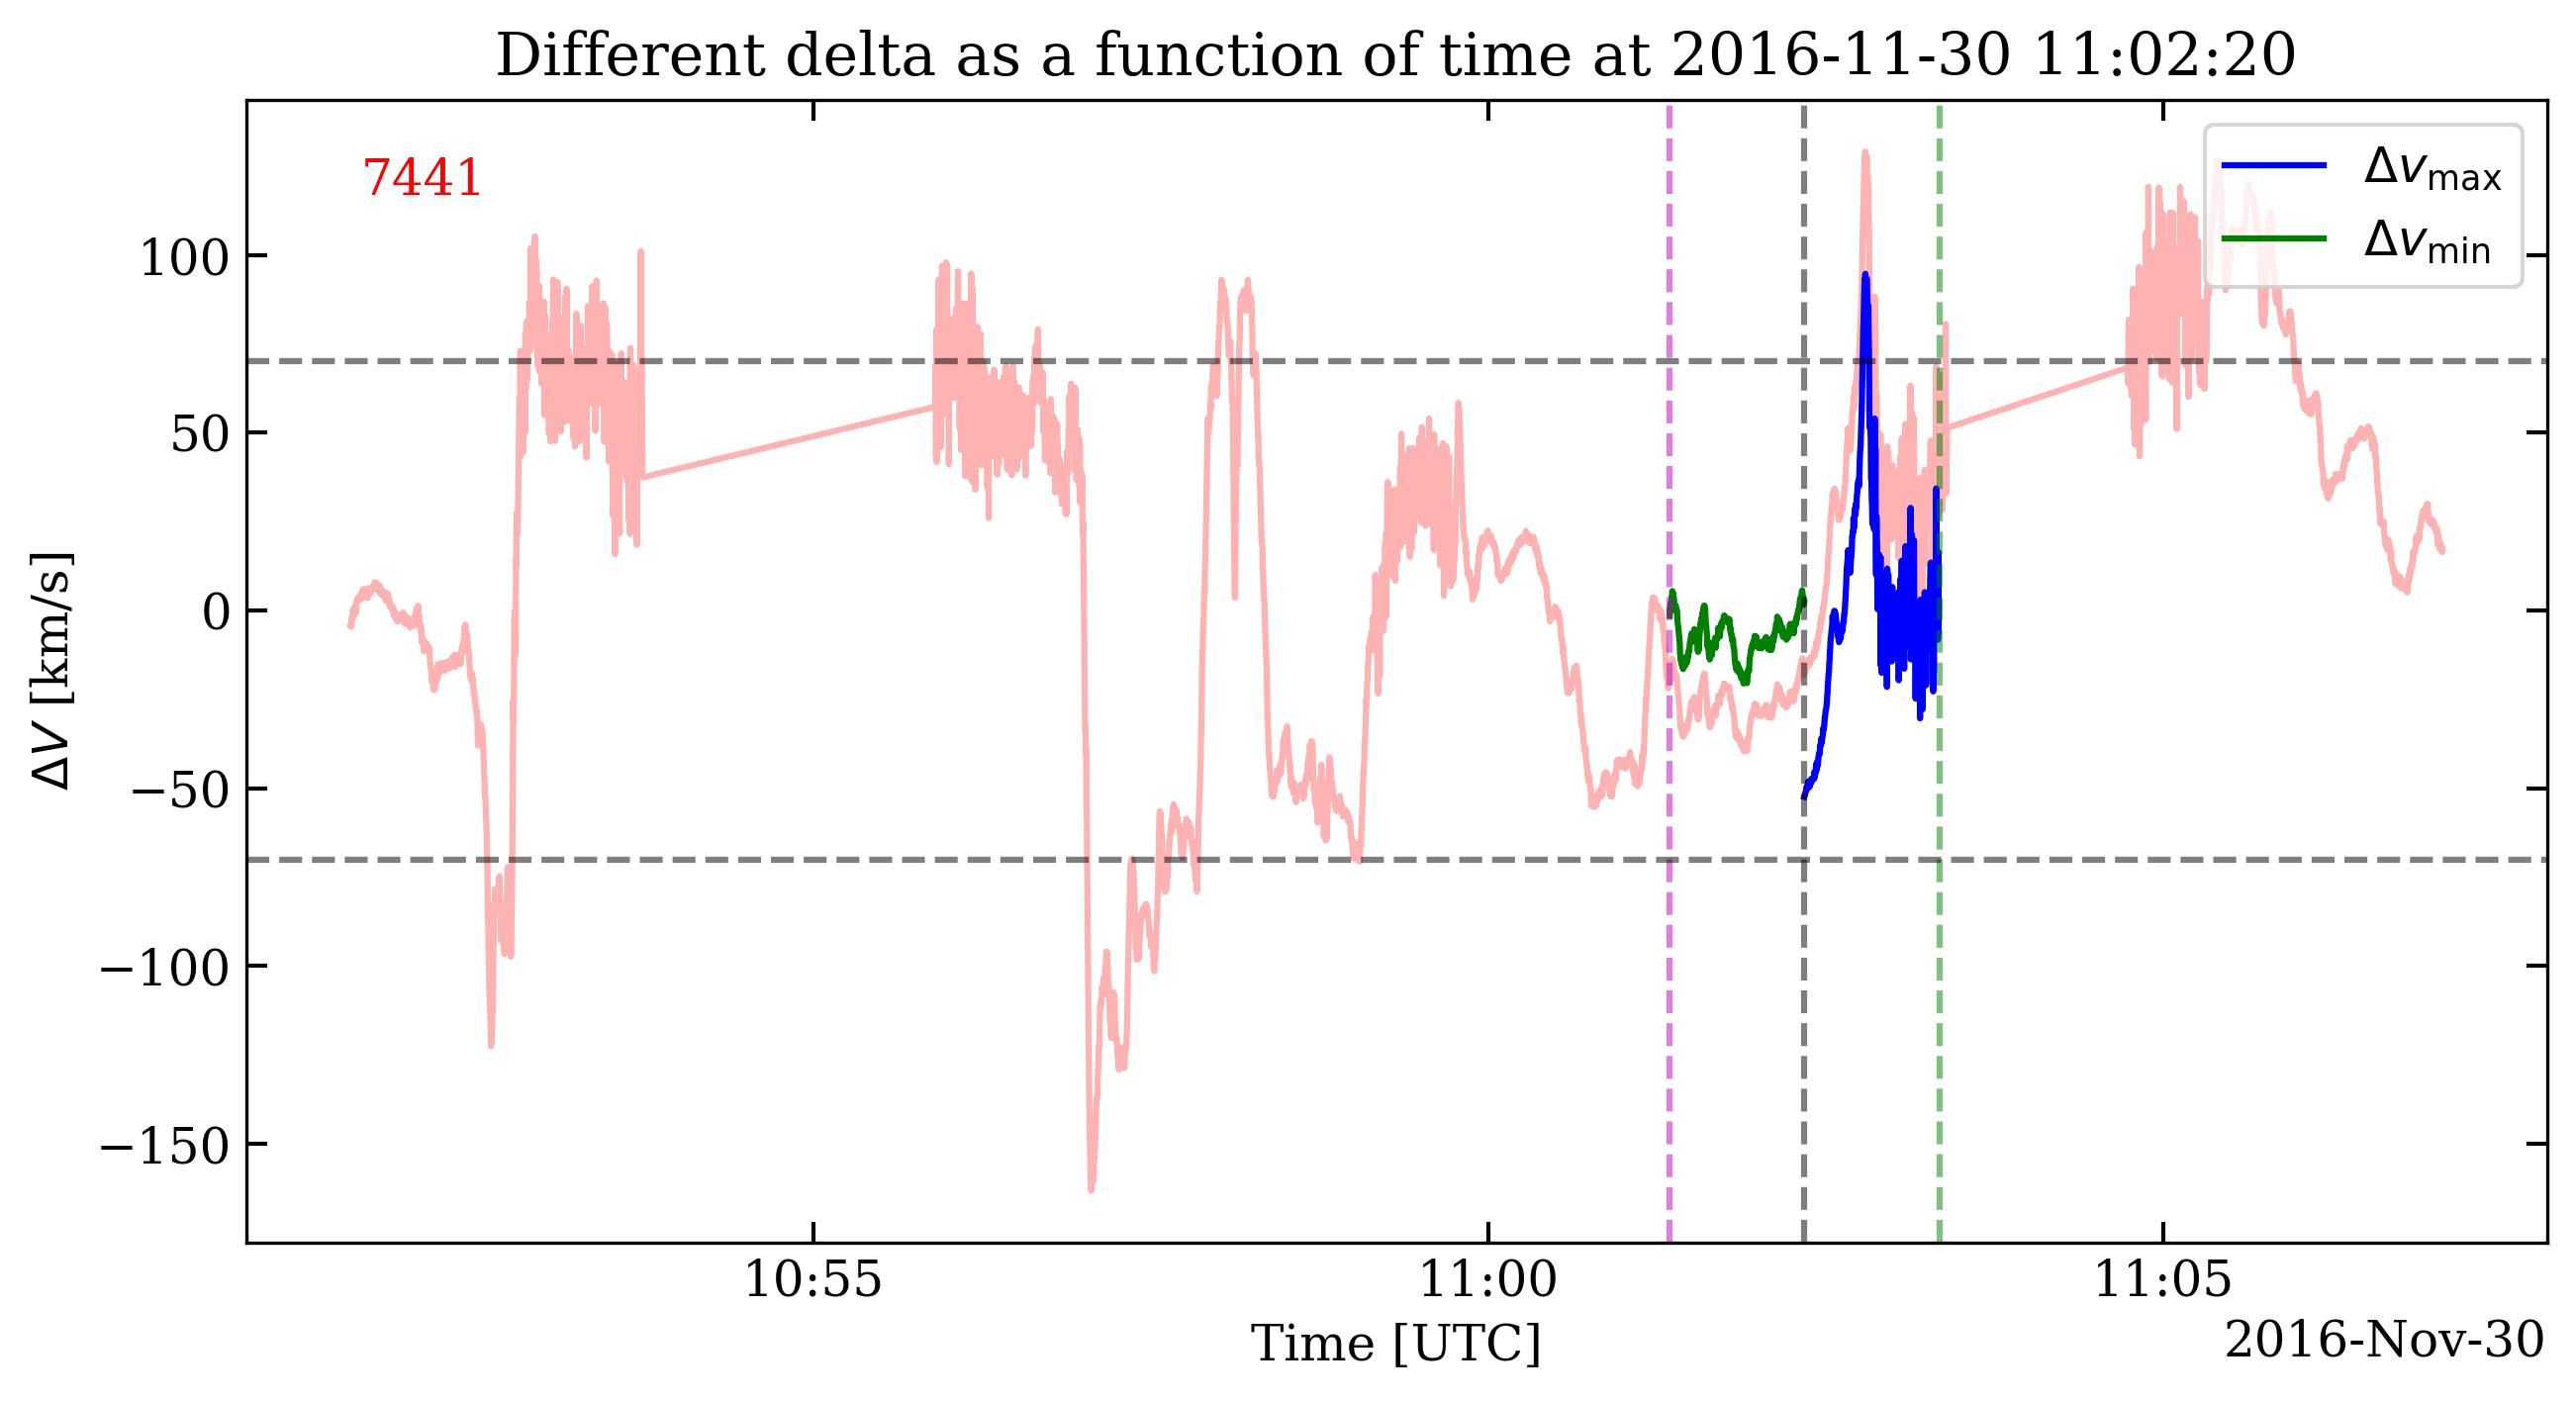 Different delta as a function of time at 2016-11-30 11:02:20
7441
Δv_max
Δv_min
100
50
0
−50
−100
−150
ΔV [km/s]
10:55 11:00 11:05
Time [UTC]
2016-Nov-30